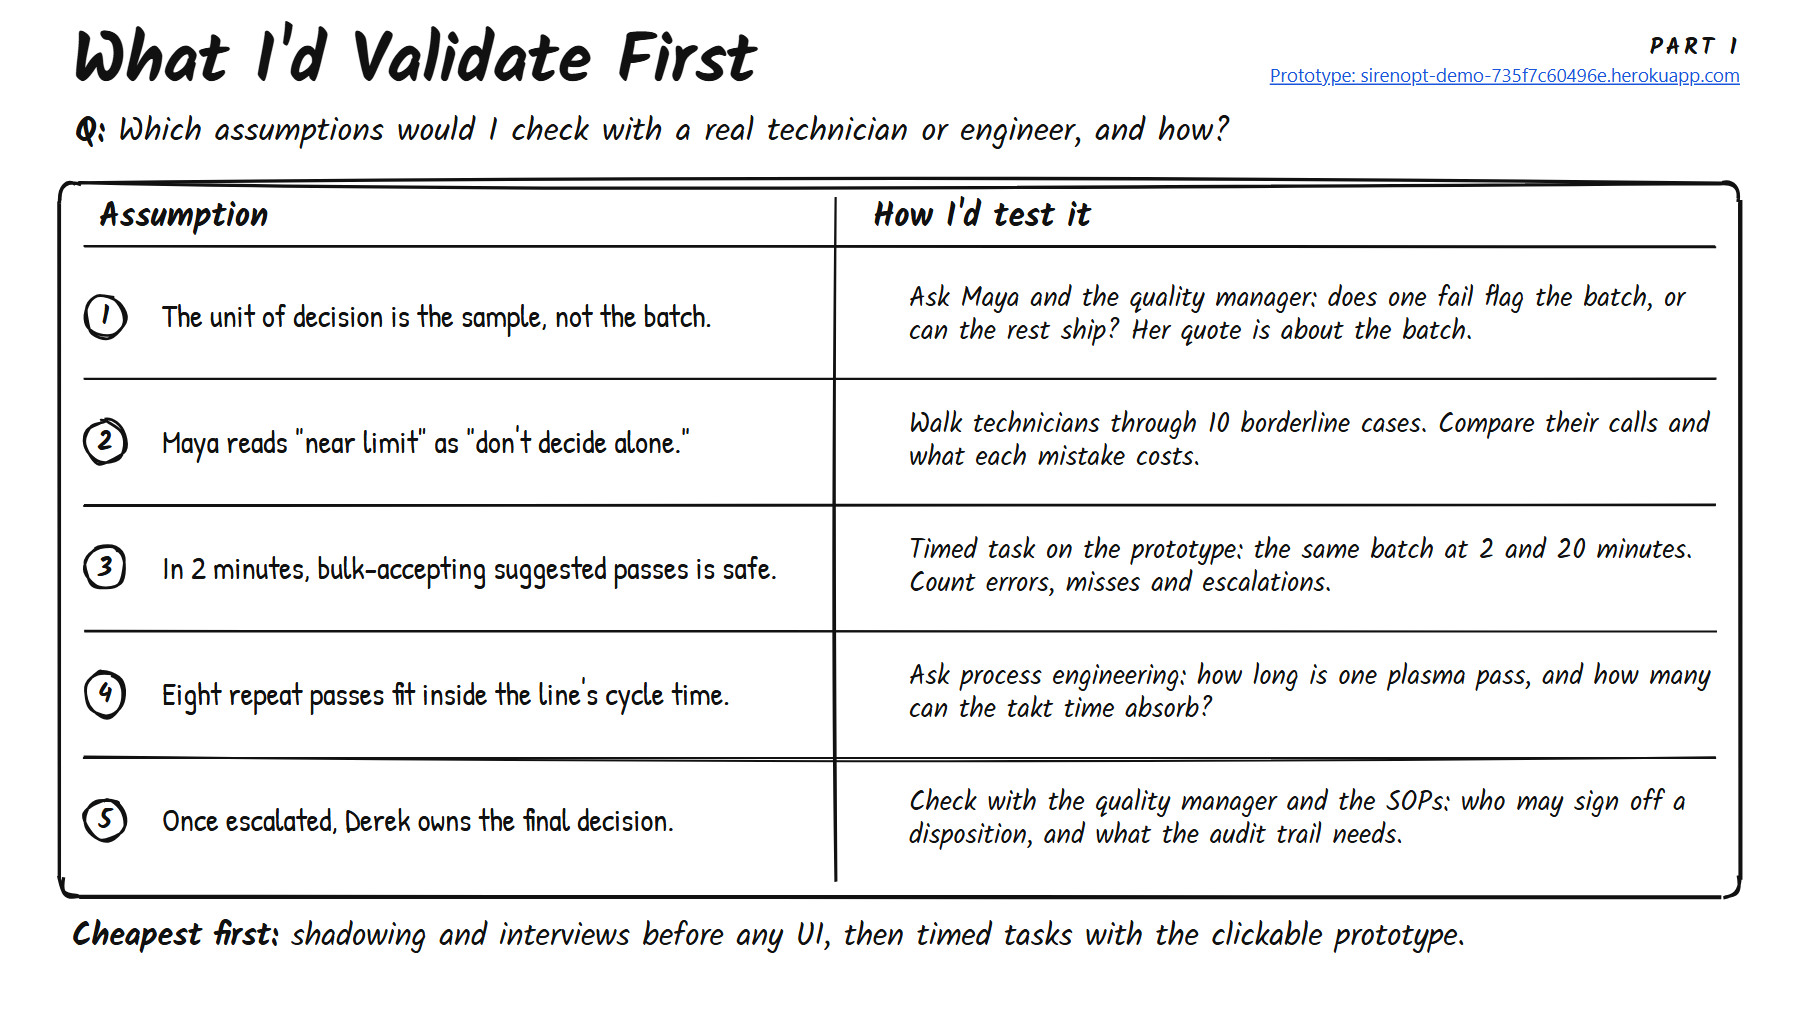 What I'd Validate First
PART 1
Prototype: sirenopt-demo-735f7c60496e.herokuapp.com
Q: Which assumptions would I check with a real technician or engineer, and how?
Assumption
How I'd test it
1
The unit of decision is the sample, not the batch.
Ask Maya and the quality manager: does one fail flag the batch, or
can the rest ship? Her quote is about the batch.
2
Maya reads "near limit" as "don't decide alone."
Walk technicians through 10 borderline cases. Compare their calls and
what each mistake costs.
3
In 2 minutes, bulk-accepting suggested passes is safe.
Timed task on the prototype: the same batch at 2 and 20 minutes.
Count errors, misses and escalations.
4
Eight repeat passes fit inside the line's cycle time.
Ask process engineering: how long is one plasma pass, and how many
can the takt time absorb?
5
Once escalated, Derek owns the final decision.
Check with the quality manager and the SOPs: who may sign off a
disposition, and what the audit trail needs.
Cheapest first: shadowing and interviews before any UI, then timed tasks with the clickable prototype.